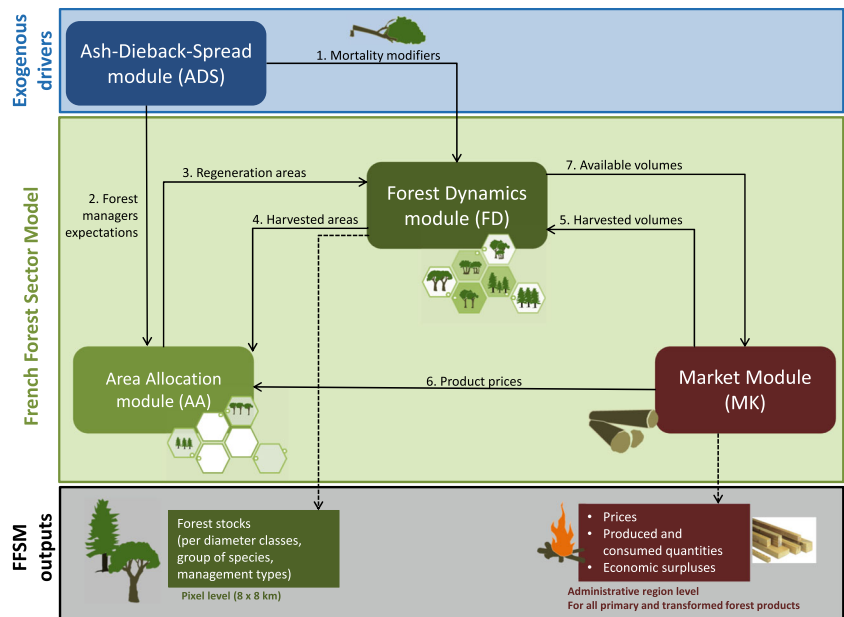 Exogenous
drivers
Ash-Dieback-Spread
module (ADS)
1. Mortality modifiers
French Forest Sector Model
2. Forest
managers
expectations
3. Regeneration areas
4. Harvested areas
Forest Dynamics
module (FD)
7. Available volumes
5. Harvested volumes
Area Allocation
module (AA)
6. Product prices
Market Module
(MK)
FFSM
outputs
Forest stocks
(per diameter classes,
group of species,
management types)
Pixel level (8 x 8 km)
• Prices
• Produced and
consumed quantities
• Economic surpluses
Administrative region level
For all primary and transformed forest products